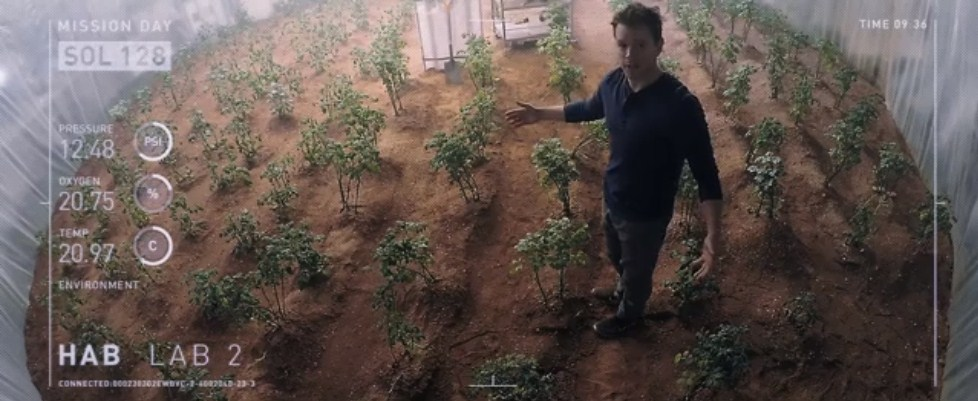 MISSION DAY
SOL 128
TIME 09 36
PRESSURE
12.48 PSI
OXYGEN
20.75 %
TEMP
20.97 C
ENVIRONMENT
HAB LAB 2